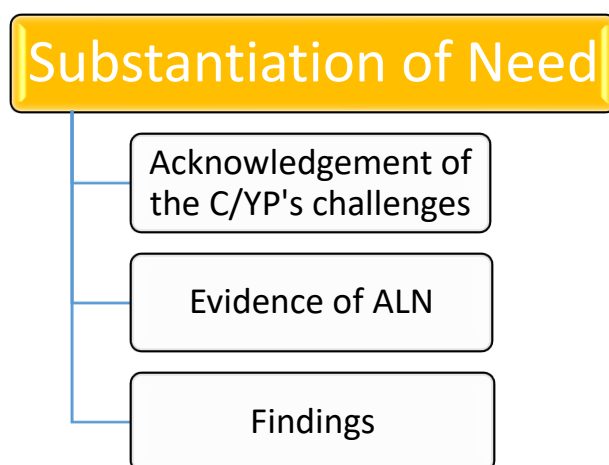 Substantiation of Need
Acknowledgement of
the C/YP's challenges
Evidence of ALN
Findings